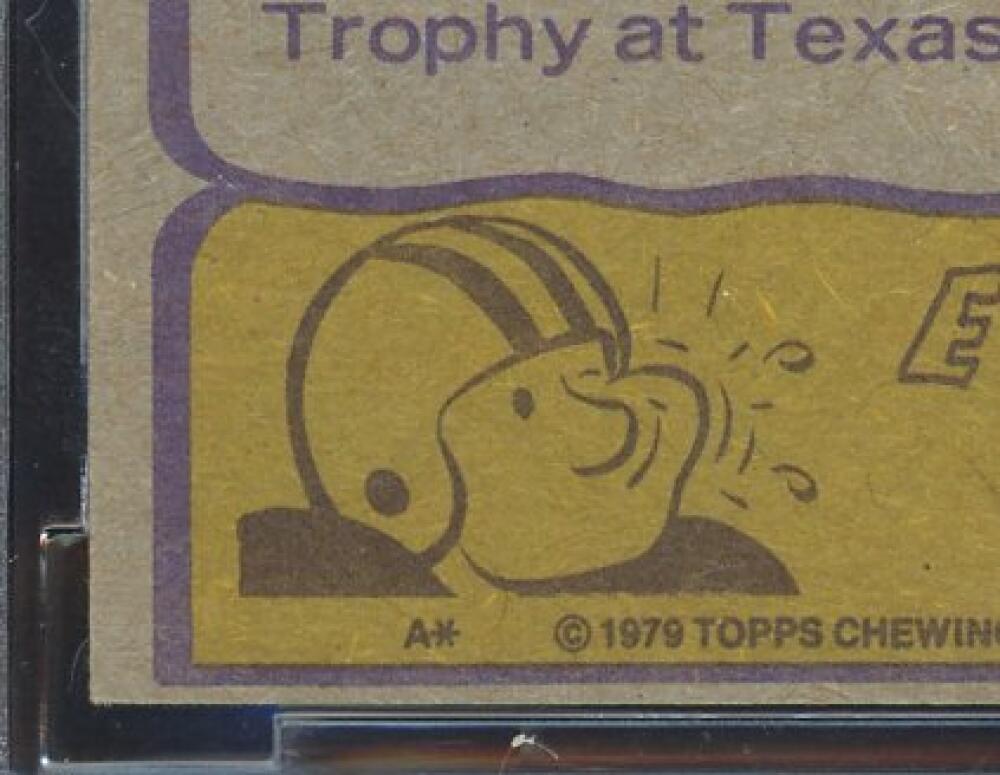 Trophy at Texas
E
A*
© 1979 TOPPS CHEWING